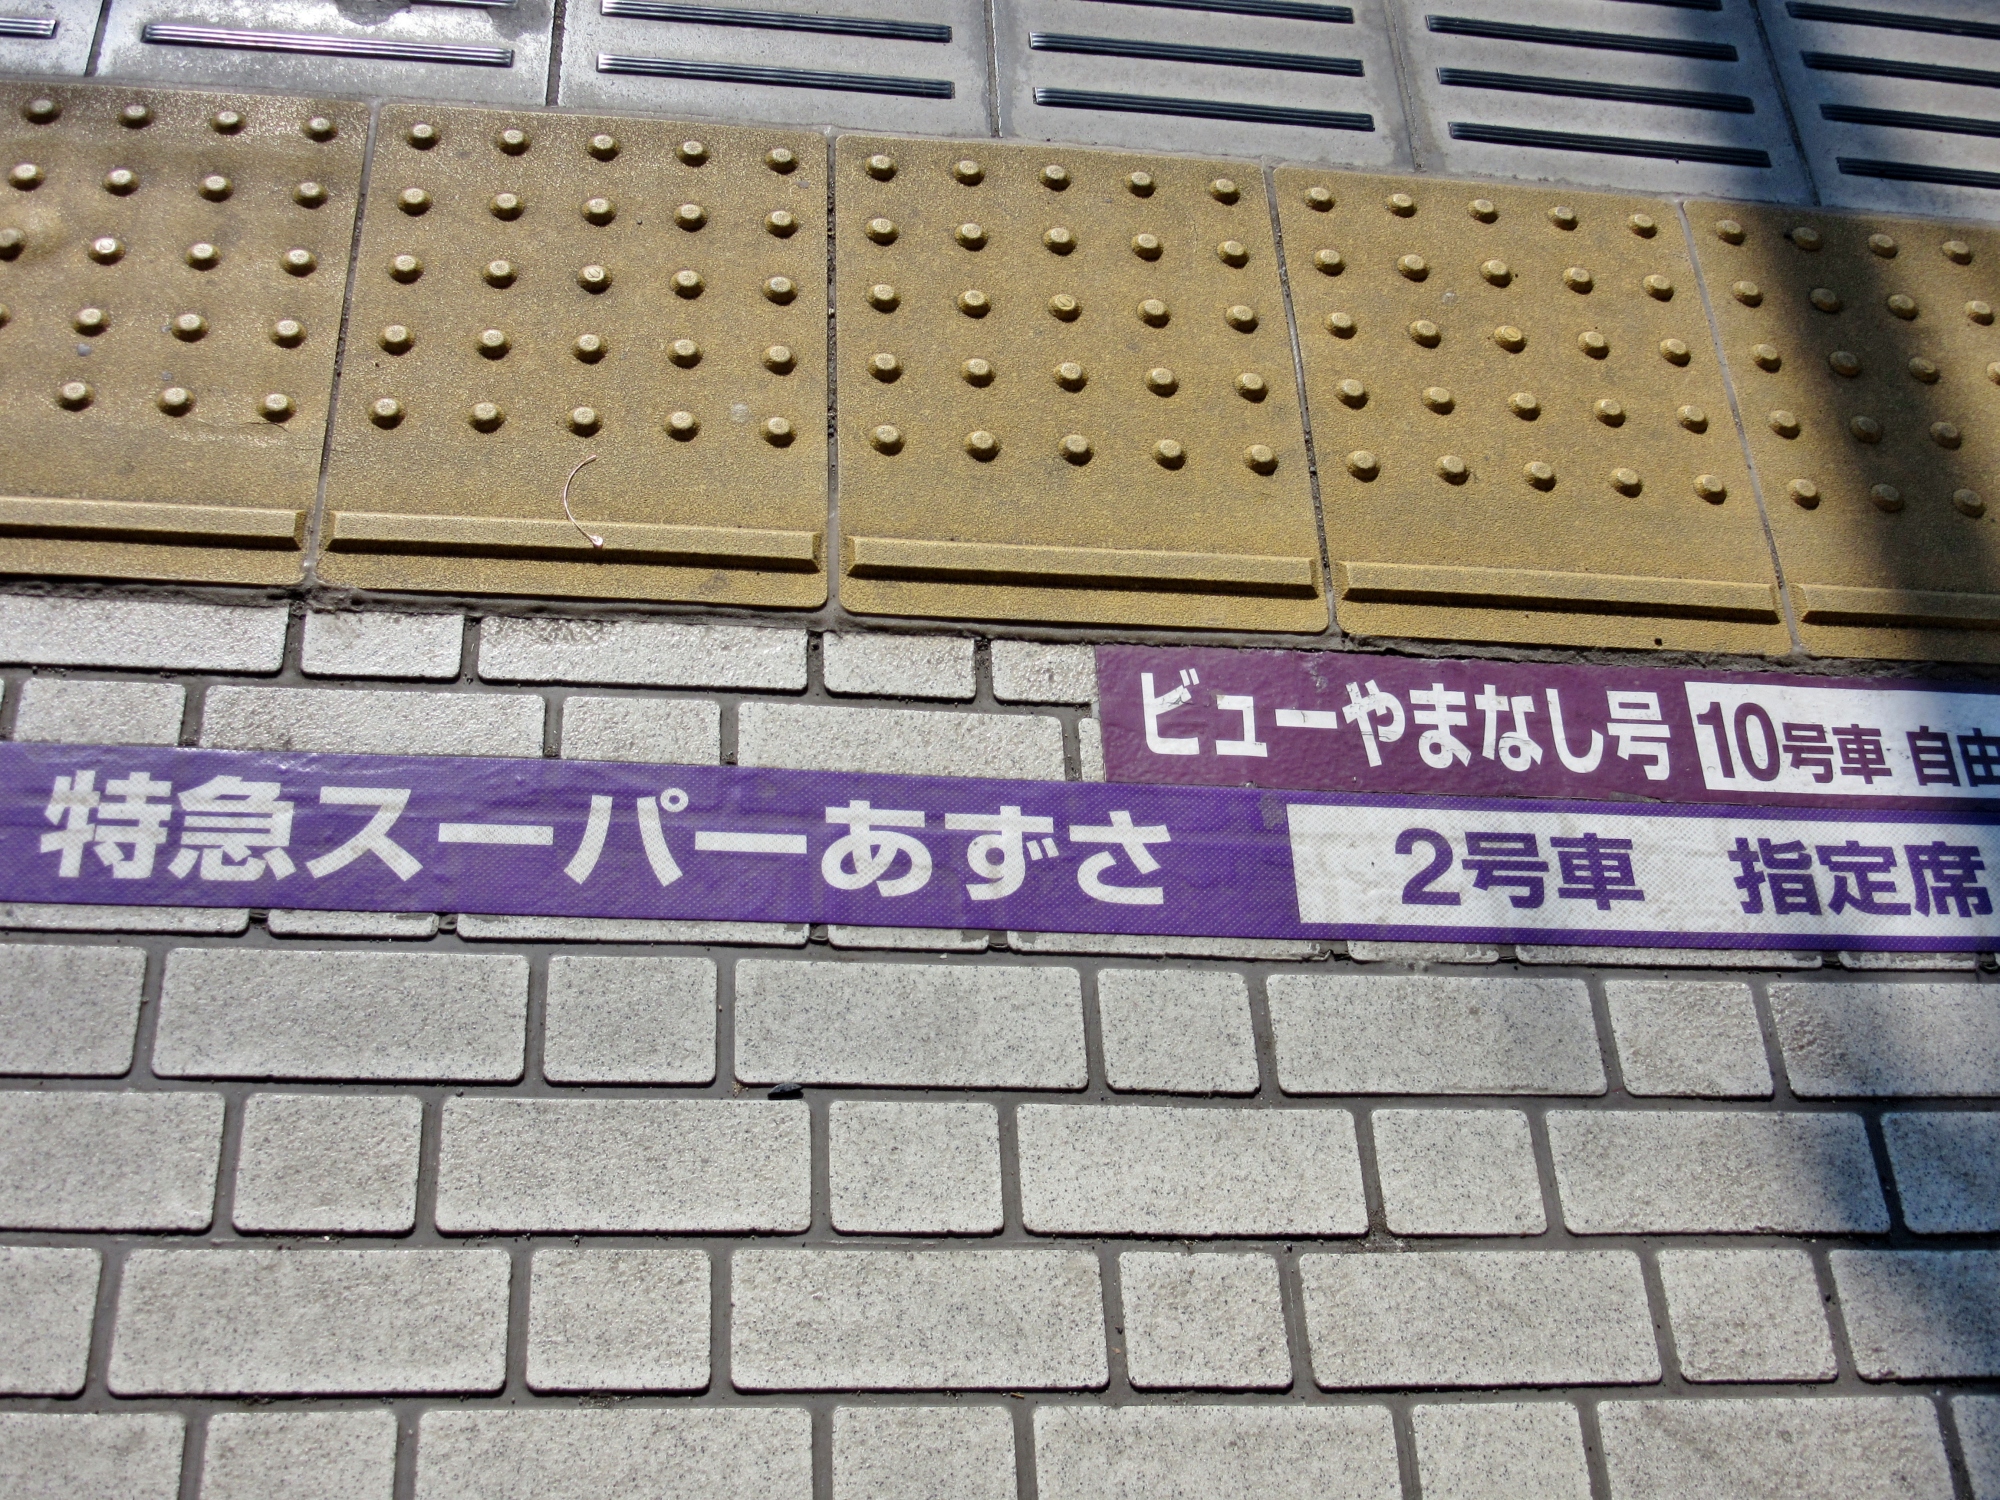 ビューやまなし号 10号車 自由
特急スーパーあずさ 2号車 指定席